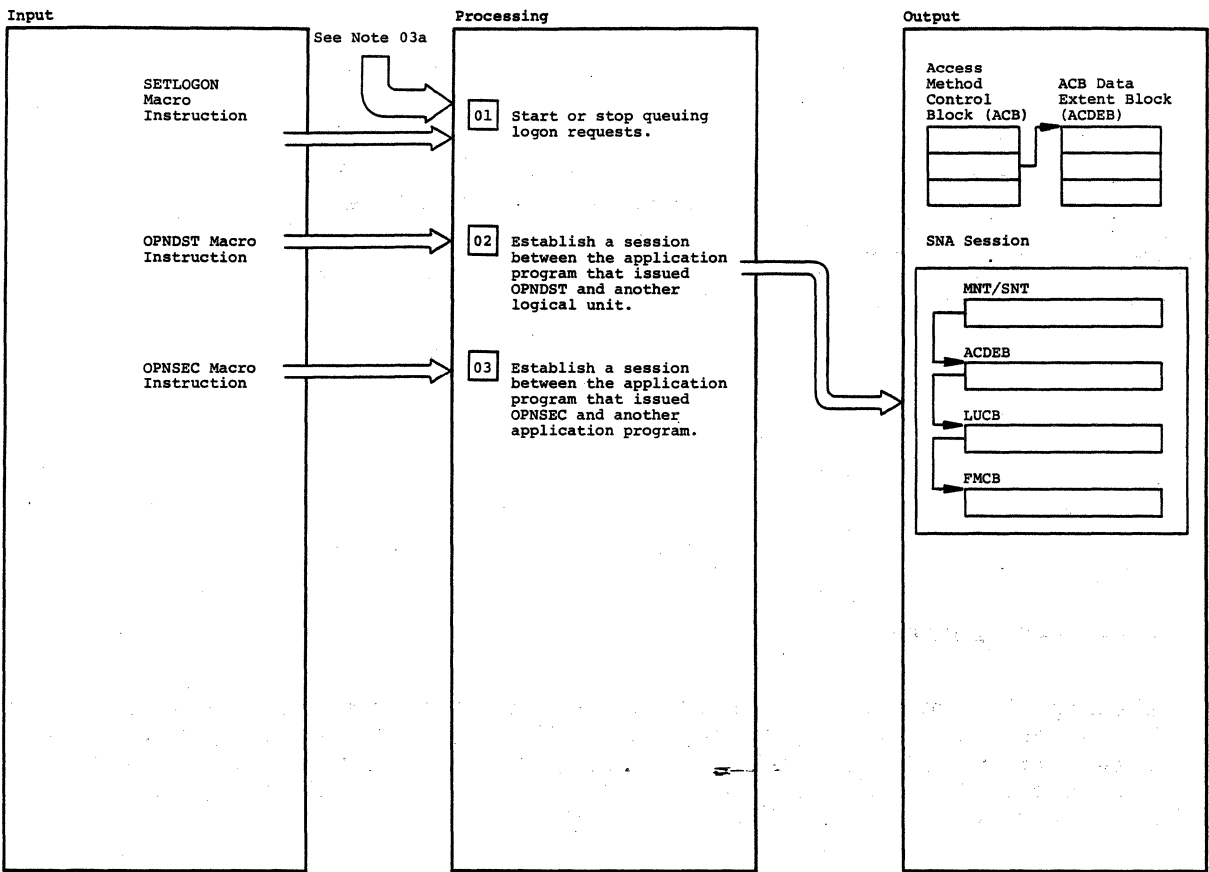 Input
Processing
Output
See Note 03a
SETLOGON
Macro
Instruction
01 Start or stop queuing
logon requests.
OPNDST Macro
Instruction
02 Establish a session
between the application
program that issued
OPNDST and another
logical unit.
OPNSEC Macro
Instruction
03 Establish a session
between the application
program that issued
OPNSEC and another
application program.
Access
Method
Control
Block (ACB)
ACB Data
Extent Block
(ACDEB)
SNA Session
MNT/SNT
ACDEB
LUCB
FMCB